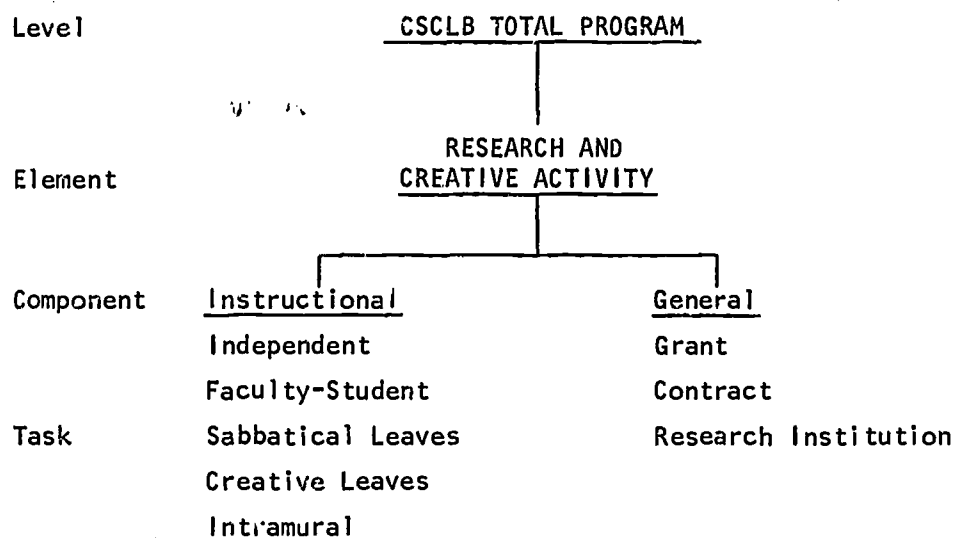 Level CSCLB TOTAL PROGRAM
RESEARCH AND
Element CREATIVE ACTIVITY
Component Instructional General
Independent Grant
Faculty-Student Contract
Task Sabbatical Leaves Research Institution
Creative Leaves
Intramural